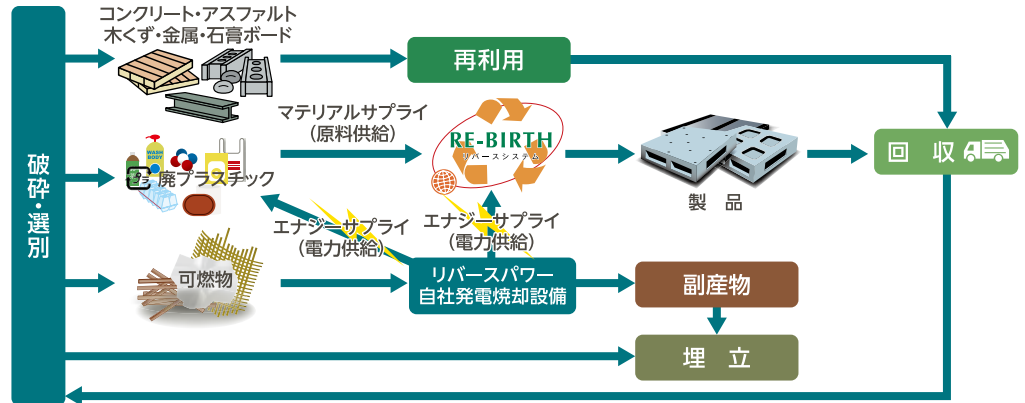 破砕・選別
コンクリート・アスファルト
木くず・金属・石膏ボード
再利用
マテリアルサプライ
（原料供給）
WASH
BODY
廃プラスチック
RE-BIRTH
リバースシステム
製　品
回　収
エナジーサプライ
（電力供給）
エナジーサプライ
（電力供給）
可燃物
リバースパワー
自社発電焼却設備
副産物
埋　立